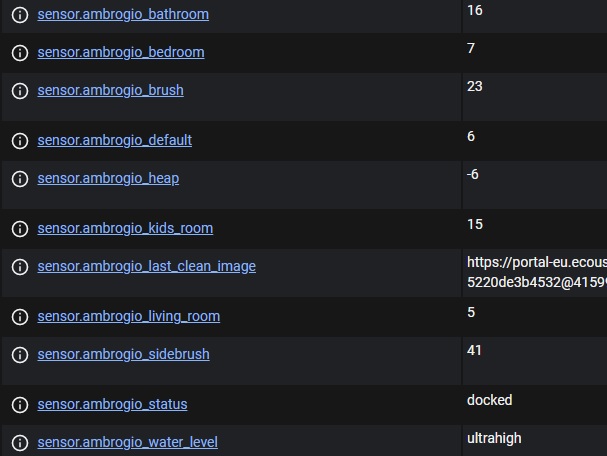 sensor.ambrogio_bathroom 16
sensor.ambrogio_bedroom 7
sensor.ambrogio_brush 23
sensor.ambrogio_default 6
sensor.ambrogio_heap -6
sensor.ambrogio_kids_room 15
sensor.ambrogio_last_clean_image https://portal-eu.ecous
5220de3b4532@4159
sensor.ambrogio_living_room 5
sensor.ambrogio_sidebrush 41
sensor.ambrogio_status docked
sensor.ambrogio_water_level ultrahigh